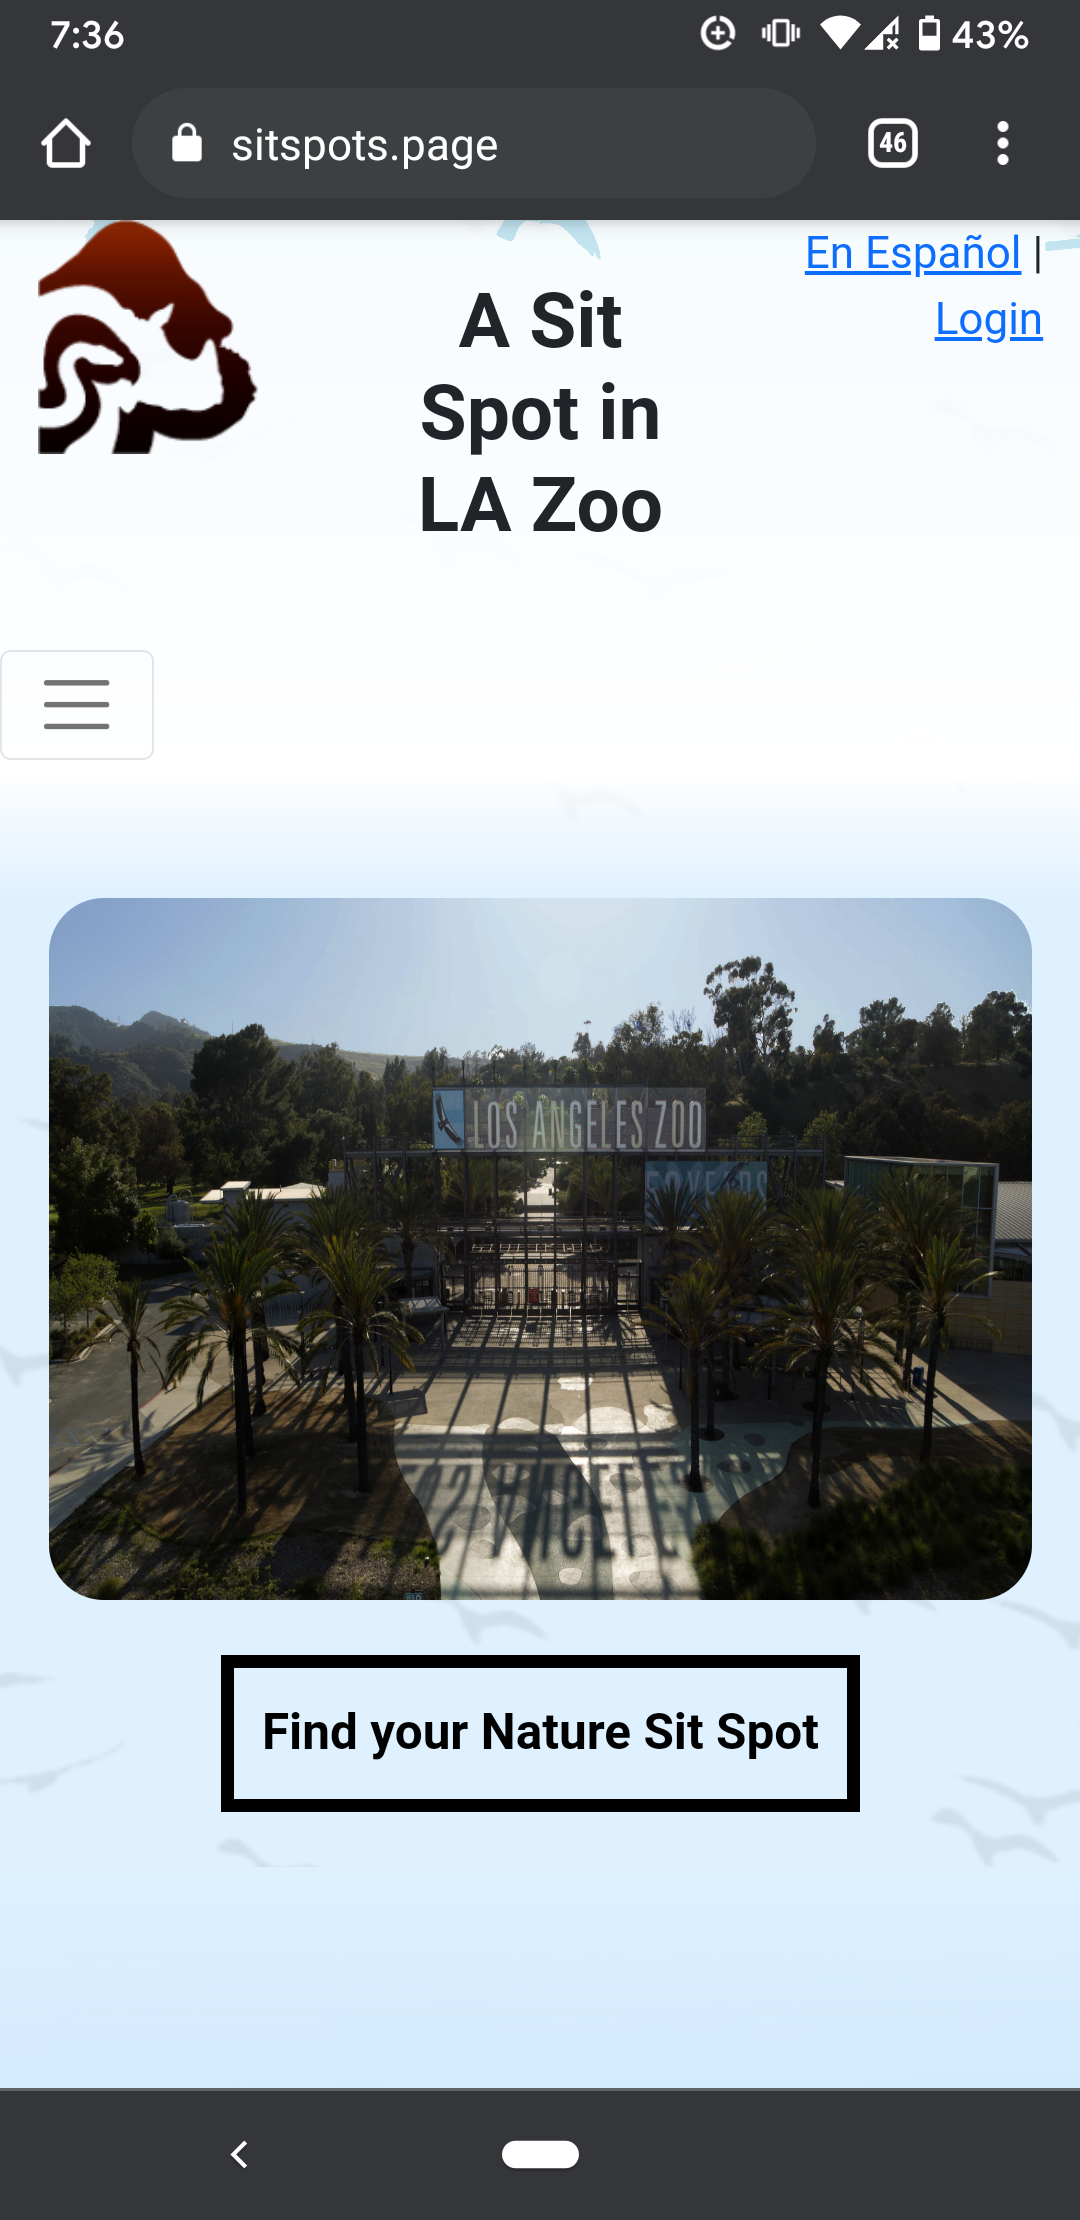 7:36
43%
sitspots.page
46
En Español |
Login
A Sit
Spot in
LA Zoo
LOS ANGELES ZOO
Find your Nature Sit Spot